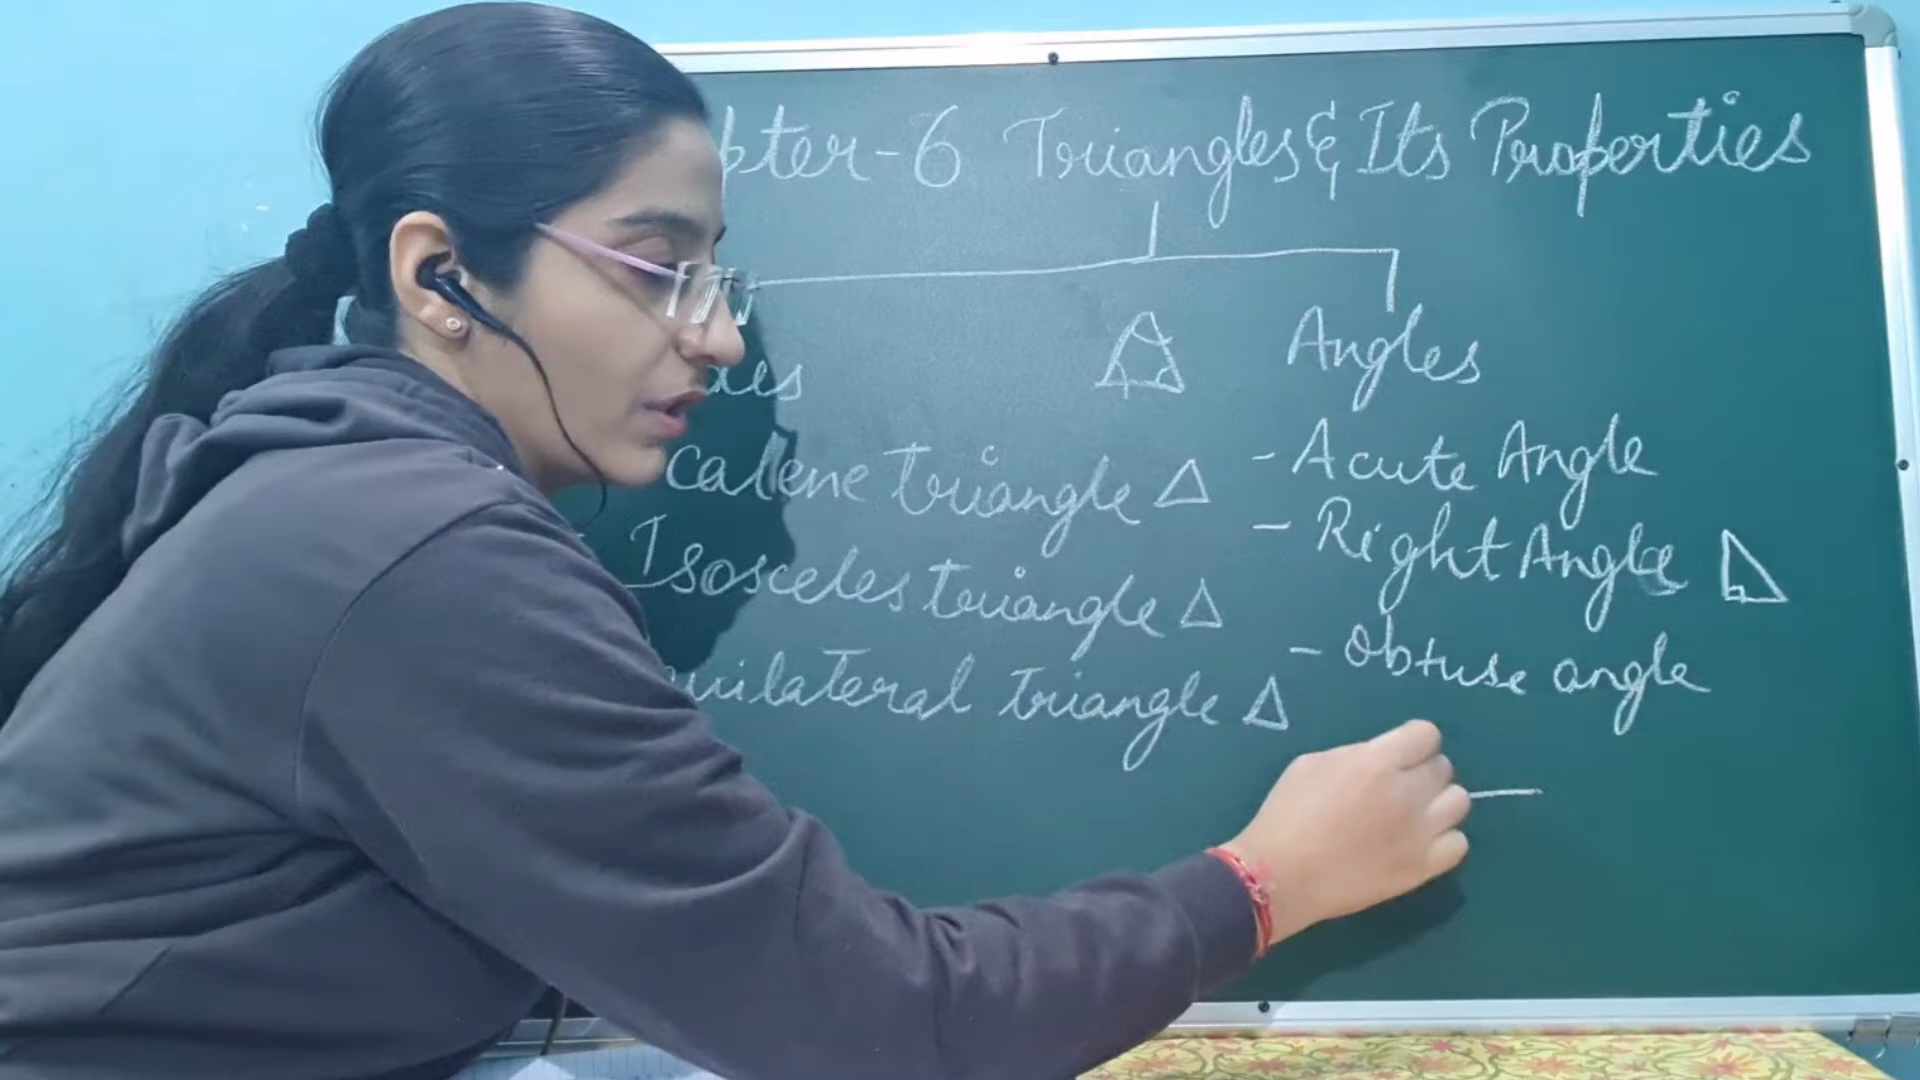 pter-6 Triangles & Its Properties
Angles
calene triangle △
- Acute Angle
- Right Angle
Isosceles triangle △
- Obtuse angle
uilateral triangle △